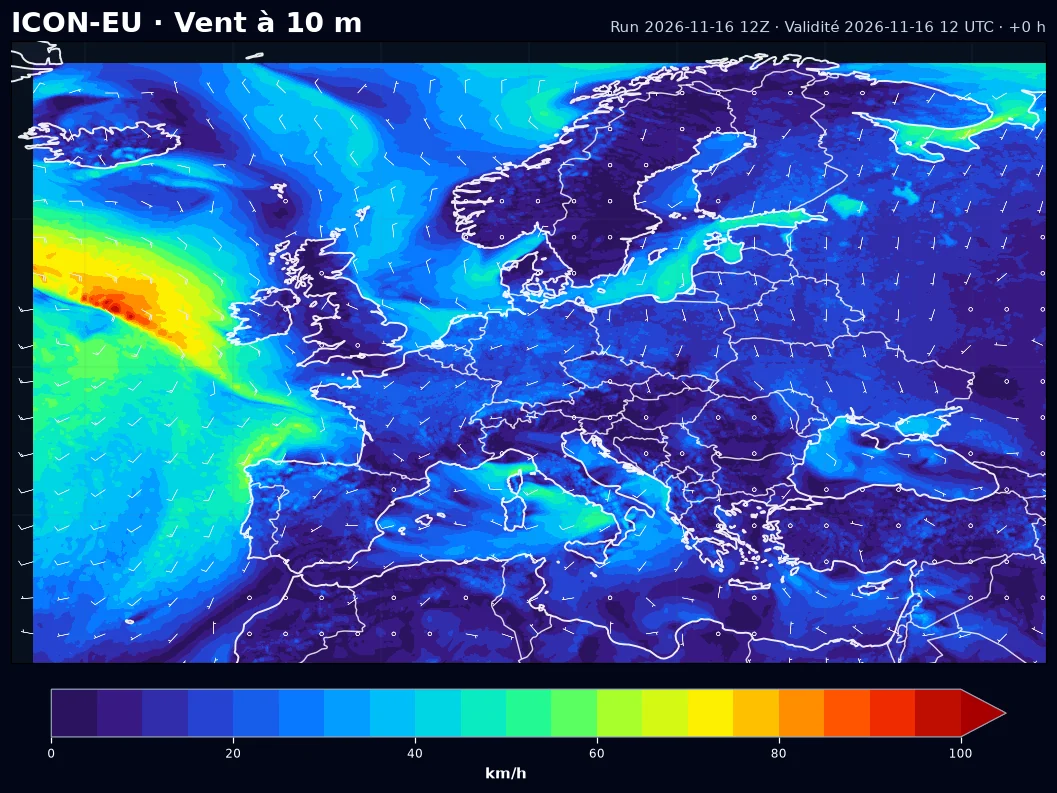 ICON-EU · Vent à 10 m
Run 2026-11-16 12Z · Validité 2026-11-16 12 UTC · +0 h
0 20 40 60 80 100
km/h